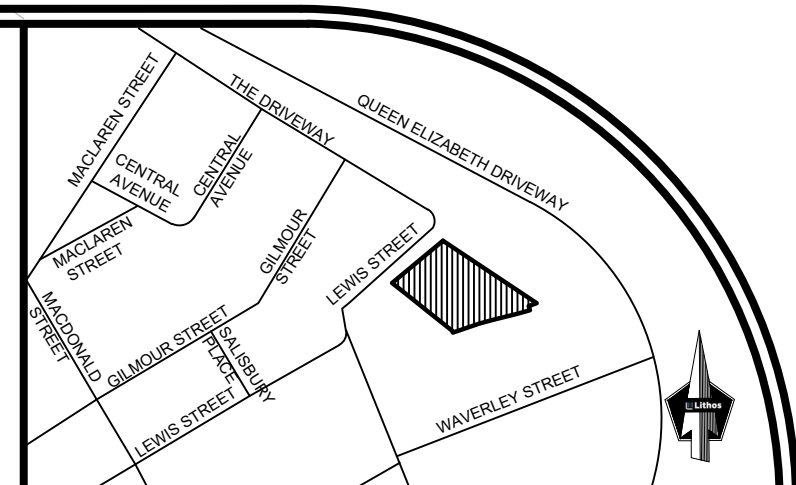 MACLAREN STREET
THE DRIVEWAY
QUEEN ELIZABETH DRIVEWAY
CENTRAL
AVENUE
CENTRAL
AVENUE
MACLAREN
STREET
GILMOUR
STREET
LEWIS STREET
MACDONALD
STREET
GILMOUR STREET
SALISBURY
PLACE
LEWIS STREET
WAVERLEY STREET
Lithos